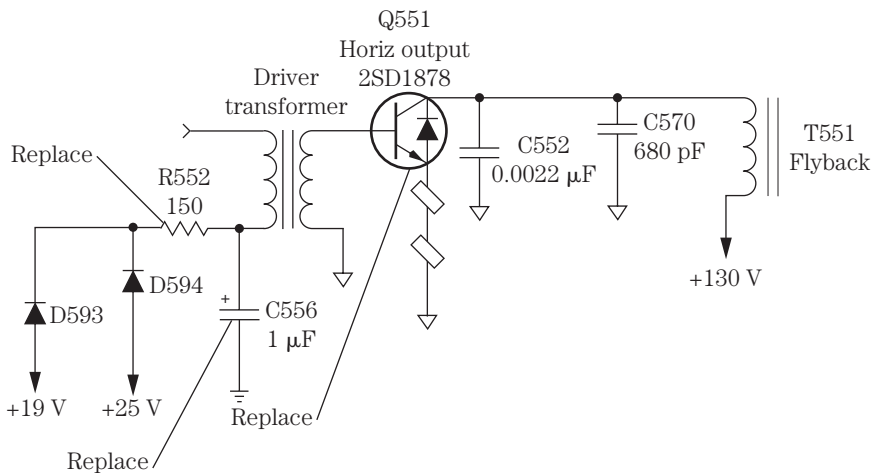 Q551
Horiz output
2SD1878
Driver
transformer
C570
680 pF
T551
Flyback
C552
0.0022 μF
Replace
R552
150
+130 V
D594
D593
+
C556
1 μF
+19 V
+25 V
Replace
Replace